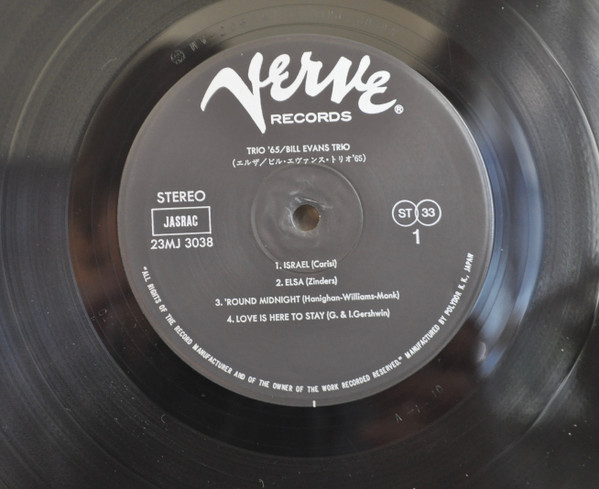 Verve®
RECORDS
TRIO '65/BILL EVANS TRIO
(エルザ/ビル・エヴァンス・トリオ'65)
STEREO
JASRAC
23MJ 3038
ST 33
1
1. ISRAEL (Carisi)
2. ELSA (Zinders)
3. 'ROUND MIDNIGHT (Hanighan-Williams-Monk)
4. LOVE IS HERE TO STAY (G. & I.Gershwin)
"ALL RIGHTS OF THE RECORD MANUFACTURER AND OF THE OWNER OF THE WORK RECORDED RESERVED." MANUFACTURED BY POLYDOR K. K., JAPAN